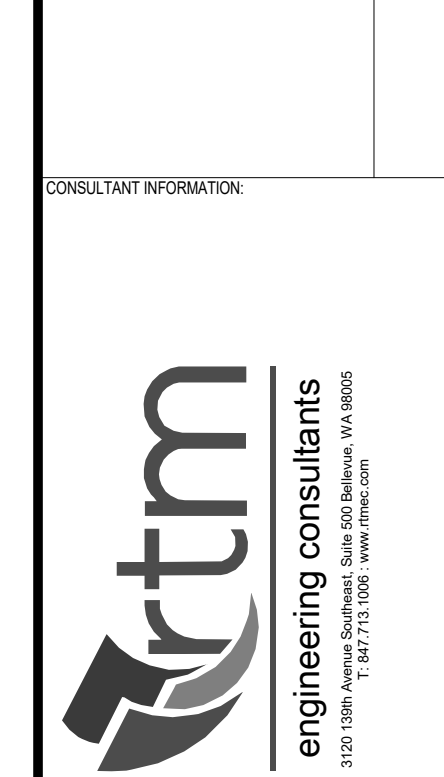 CONSULTANT INFORMATION:
rtm
engineering consultants
3120 139th Avenue Southeast, Suite 500 Bellevue, WA 98005
T: 847.713.1006 : www.rtmec.com